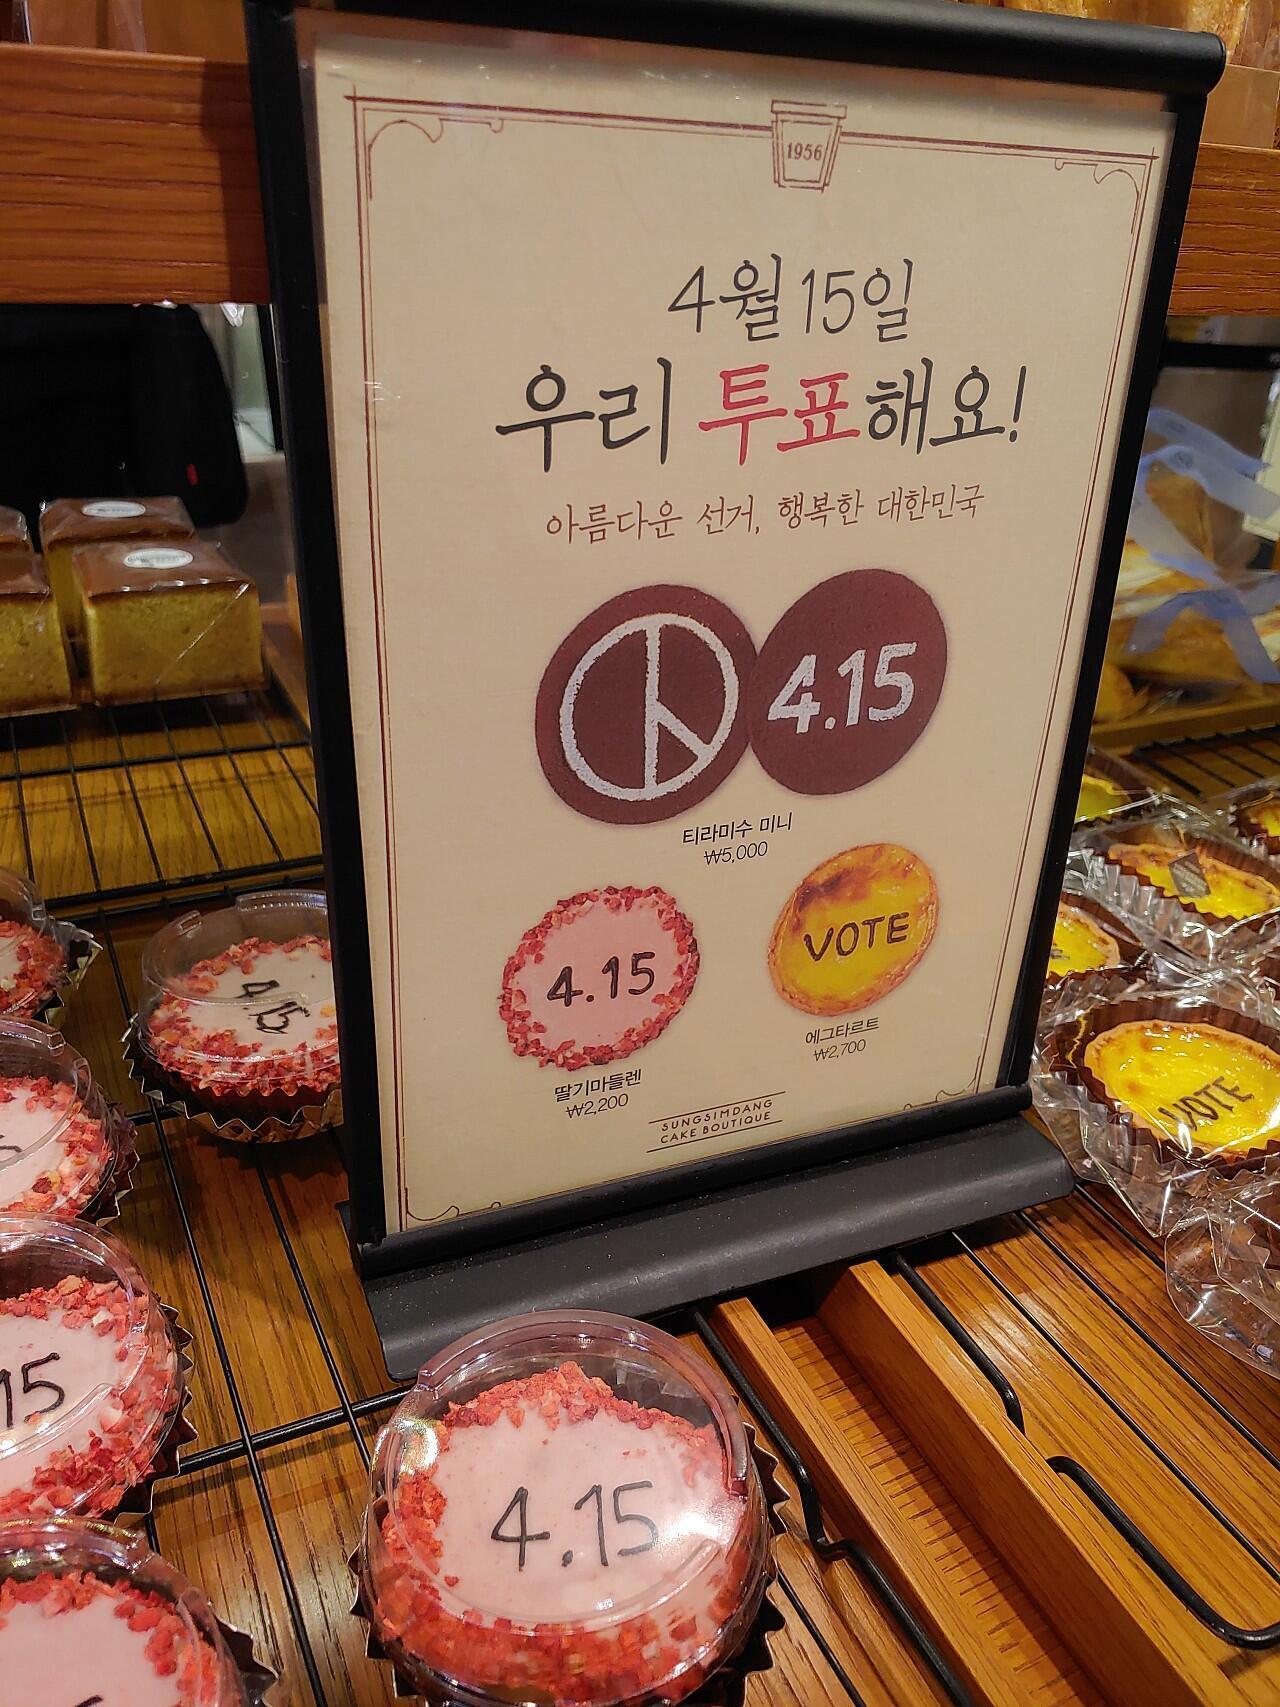 1956
4월 15일
우리 투표해요!
아름다운 선거, 행복한 대한민국
4.15
티라미수 미니
₩5,000
4.15
VOTE
딸기마들렌
₩2,200
에그타르트
₩2,700
SUNGSIMDANG
CAKE BOUTIQUE
4.15
VOTE
15
4.15